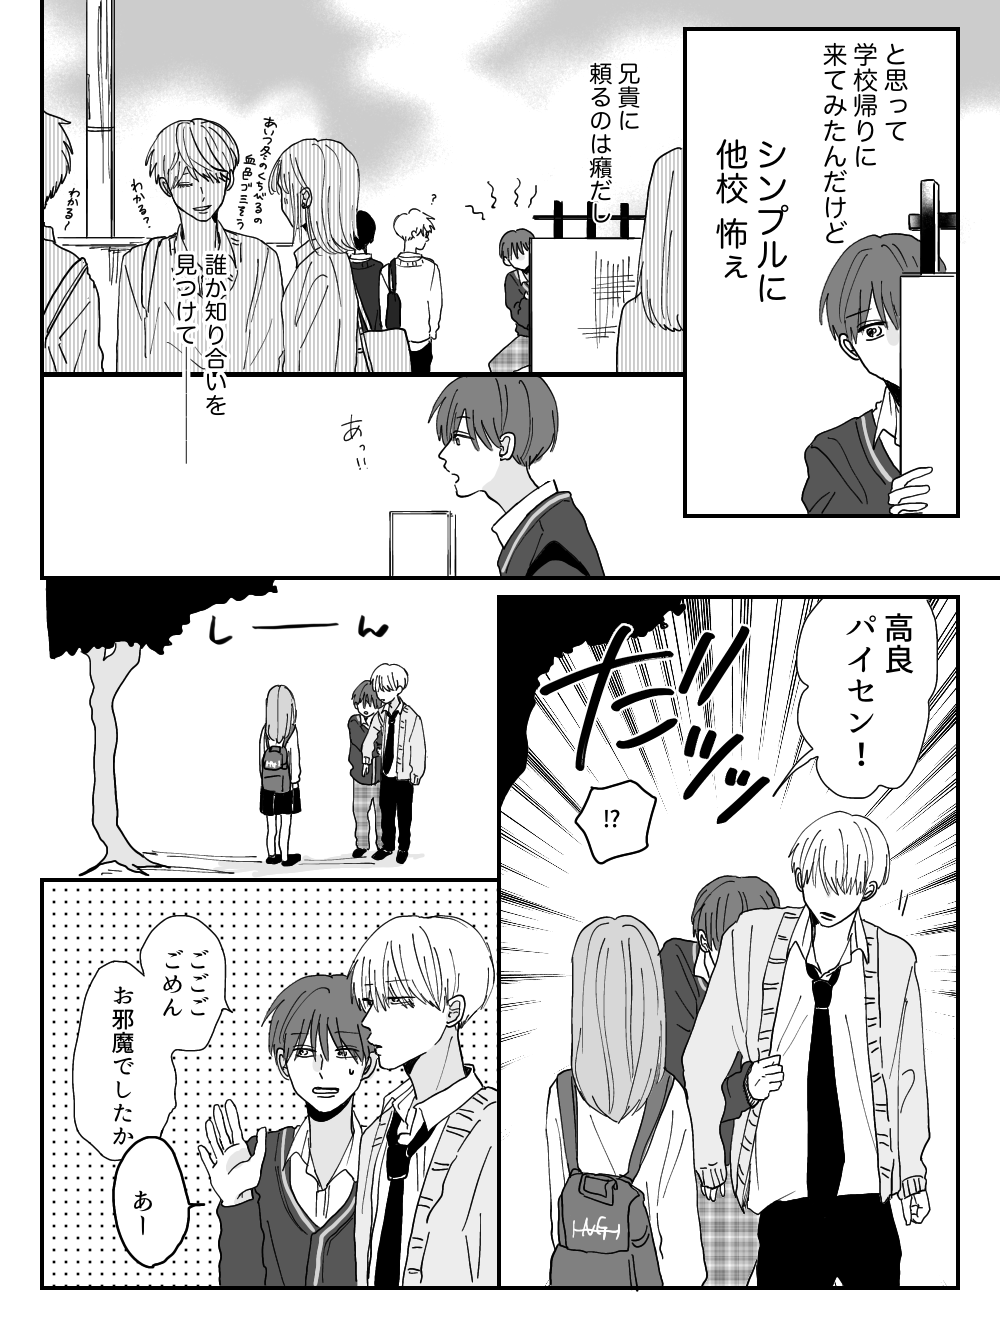 と思って
学校帰りに
来てみたんだけど
シンプルに
他校 怖ぇ
兄貴に
頼るのは癪だし
?
あいつ冬のくちびるの
血色ゴミそう
わかる?
わかる!
誰か知り合いを
見つけて――
あっ!!
高良
パイセン!
だッッ
!?
しーん
ごごご
ごめん
お邪魔でしたか
あー